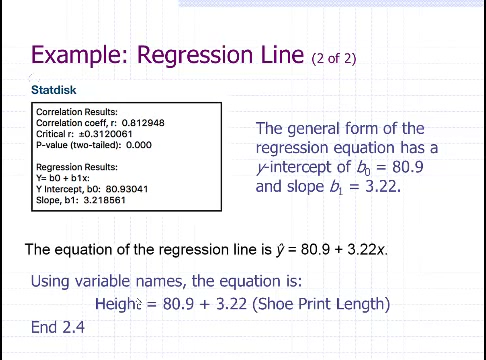 Example: Regression Line (2 of 2)
Statdisk
Correlation Results:
Correlation coeff, r: 0.812948
Critical r: ±0.3120061
P-value (two-tailed): 0.000
Regression Results:
Y= b0 + b1x:
Y Intercept, b0: 80.93041
Slope, b1: 3.218561
The general form of the
regression equation has a
y-intercept of b₀ = 80.9
and slope b₁ = 3.22.
The equation of the regression line is ŷ = 80.9 + 3.22x.
Using variable names, the equation is:
Height = 80.9 + 3.22 (Shoe Print Length)
End 2.4